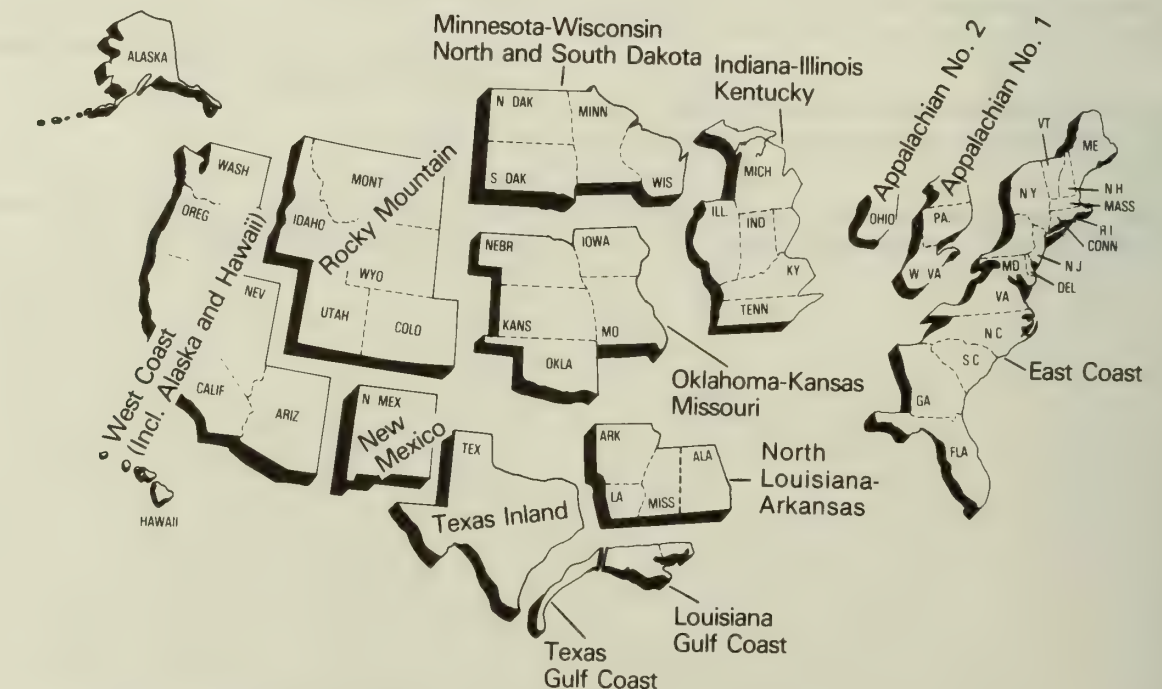 ALASKA
Minnesota-Wisconsin
North and South Dakota
Indiana-Illinois
Kentucky
Appalachian No. 2
Appalachian No. 1
N DAK
MINN
S DAK
WIS
MICH
ILL
IND
KY
TENN
OHIO
PA.
W VA
VT
ME
N Y
N H
MASS
R I
CONN
N J
MD
DEL
VA
N C
S C
GA
FLA
East Coast
WASH
OREG
NEV
CALIF
ARIZ
West Coast
(Incl. Alaska and Hawaii)
HAWAII
MONT
IDAHO
WYO
UTAH
COLO
Rocky Mountain
NEBR
IOWA
KANS
MO
OKLA
Oklahoma-Kansas
Missouri
N MEX
New
Mexico
TEX
Texas Inland
ARK
ALA
LA
MISS
North
Louisiana-
Arkansas
Louisiana
Gulf Coast
Texas
Gulf Coast